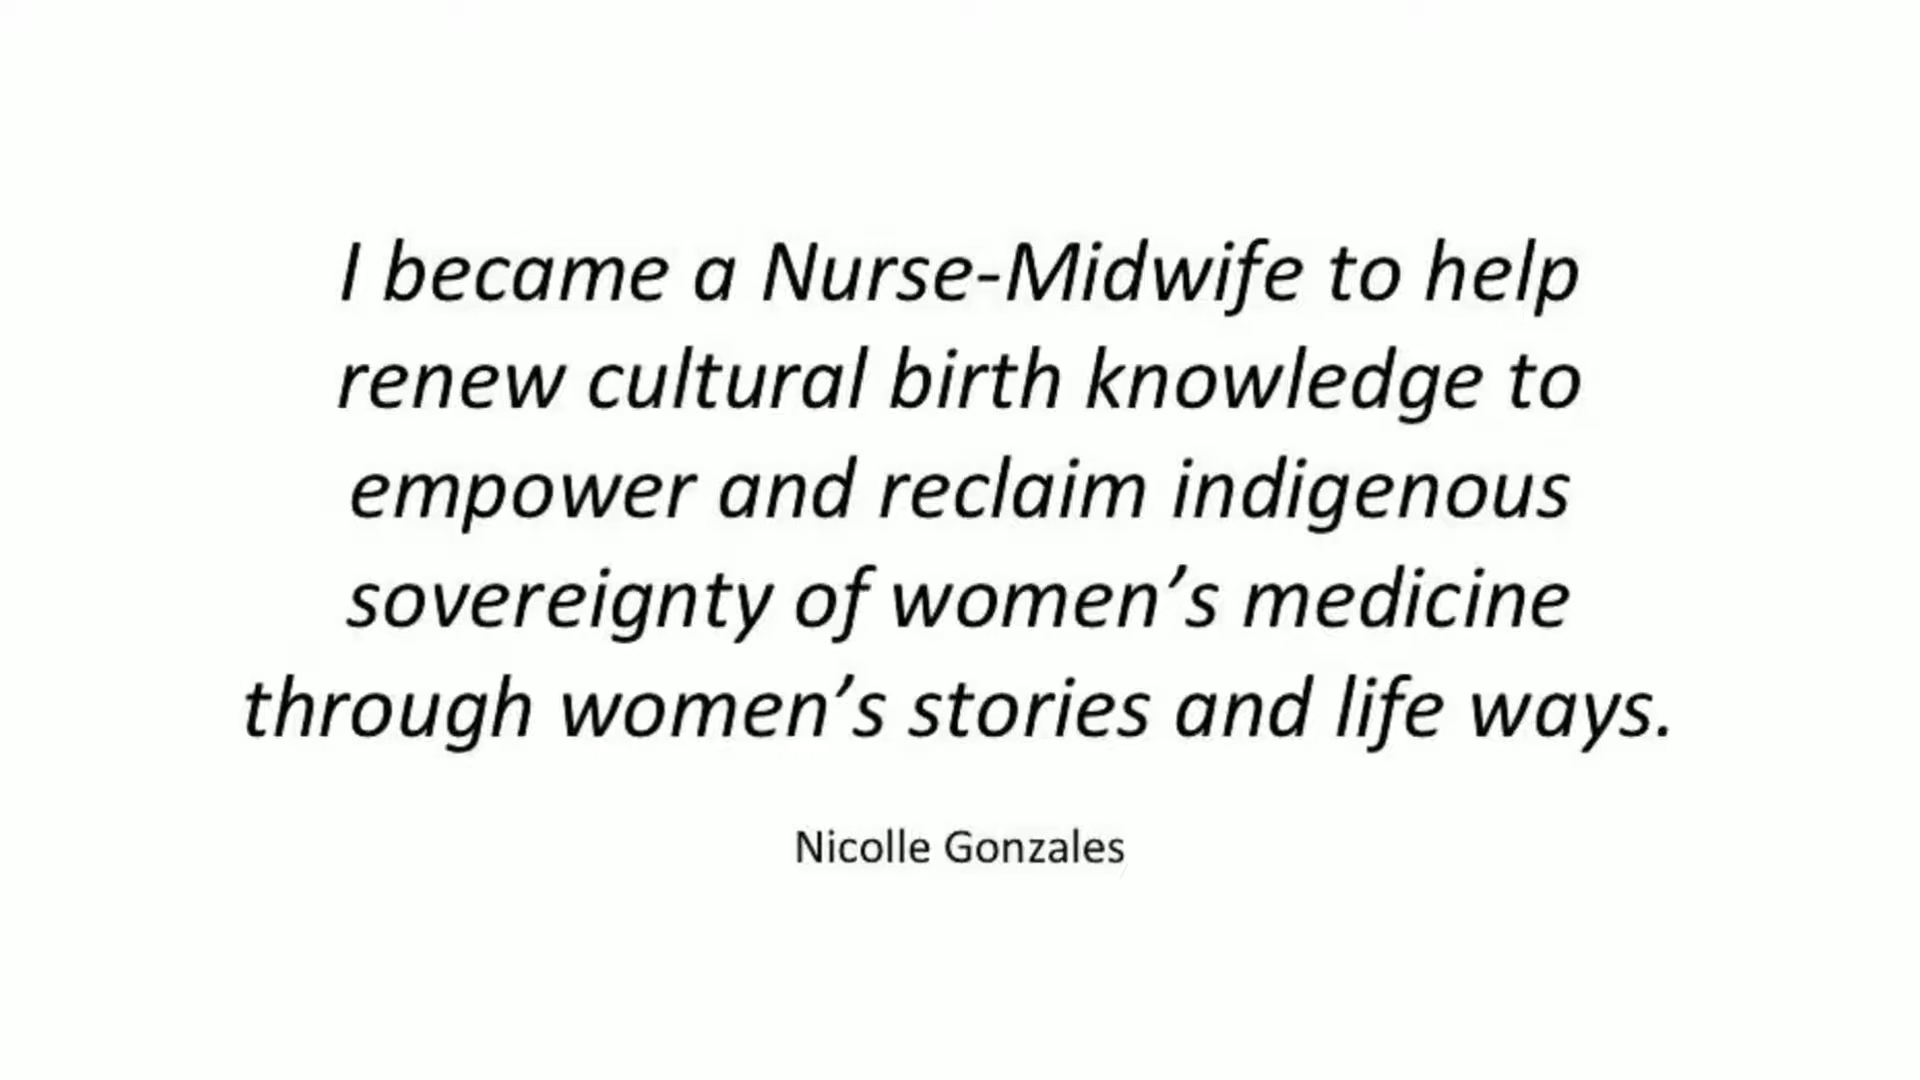 I became a Nurse-Midwife to help
renew cultural birth knowledge to
empower and reclaim indigenous
sovereignty of women’s medicine
through women’s stories and life ways.
Nicolle Gonzales